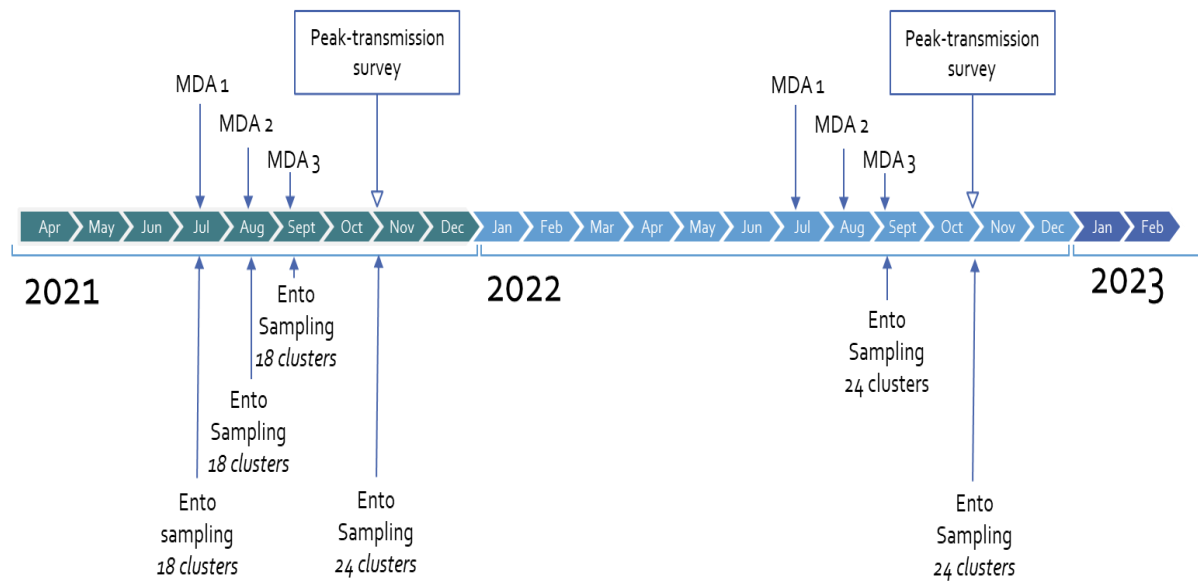 Peak-transmission
survey
Peak-transmission
survey
MDA 1
MDA 2
MDA 3
MDA 1
MDA 2
MDA 3
Apr May Jun Jul Aug Sept Oct Nov Dec Jan Feb Mar Apr May Jun Jul Aug Sept Oct Nov Dec Jan Feb
2021
2022
2023
Ento
Sampling
18 clusters
Ento
Sampling
24 clusters
Ento
Sampling
18 clusters
Ento
sampling
18 clusters
Ento
Sampling
24 clusters
Ento
Sampling
24 clusters